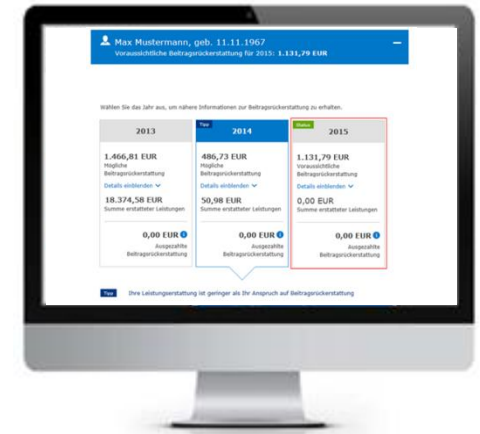 Max Mustermann, geb. 11.11.1967
Voraussichtliche Beitragsrückerstattung für 2015: 1.131,79 EUR
Wählen Sie das Jahr aus, um nähere Informationen zur Beitragsrückerstattung zu erhalten.
2013
1.466,81 EUR
Mögliche
Beitragsrückerstattung
Details einblenden
18.374,58 EUR
Summe erstatteter Leistungen
0,00 EUR
Ausgezahlte
Beitragsrückerstattung
Tipp
2014
486,73 EUR
Mögliche
Beitragsrückerstattung
Details einblenden
50,98 EUR
Summe erstatteter Leistungen
0,00 EUR
Ausgezahlte
Beitragsrückerstattung
Status
2015
1.131,79 EUR
Voraussichtliche
Beitragsrückerstattung
Details einblenden
0,00 EUR
Summe erstatteter Leistungen
0,00 EUR
Ausgezahlte
Beitragsrückerstattung
Tipp Ihre Leistungserstattung ist geringer als Ihr Anspruch auf Beitragsrückerstattung